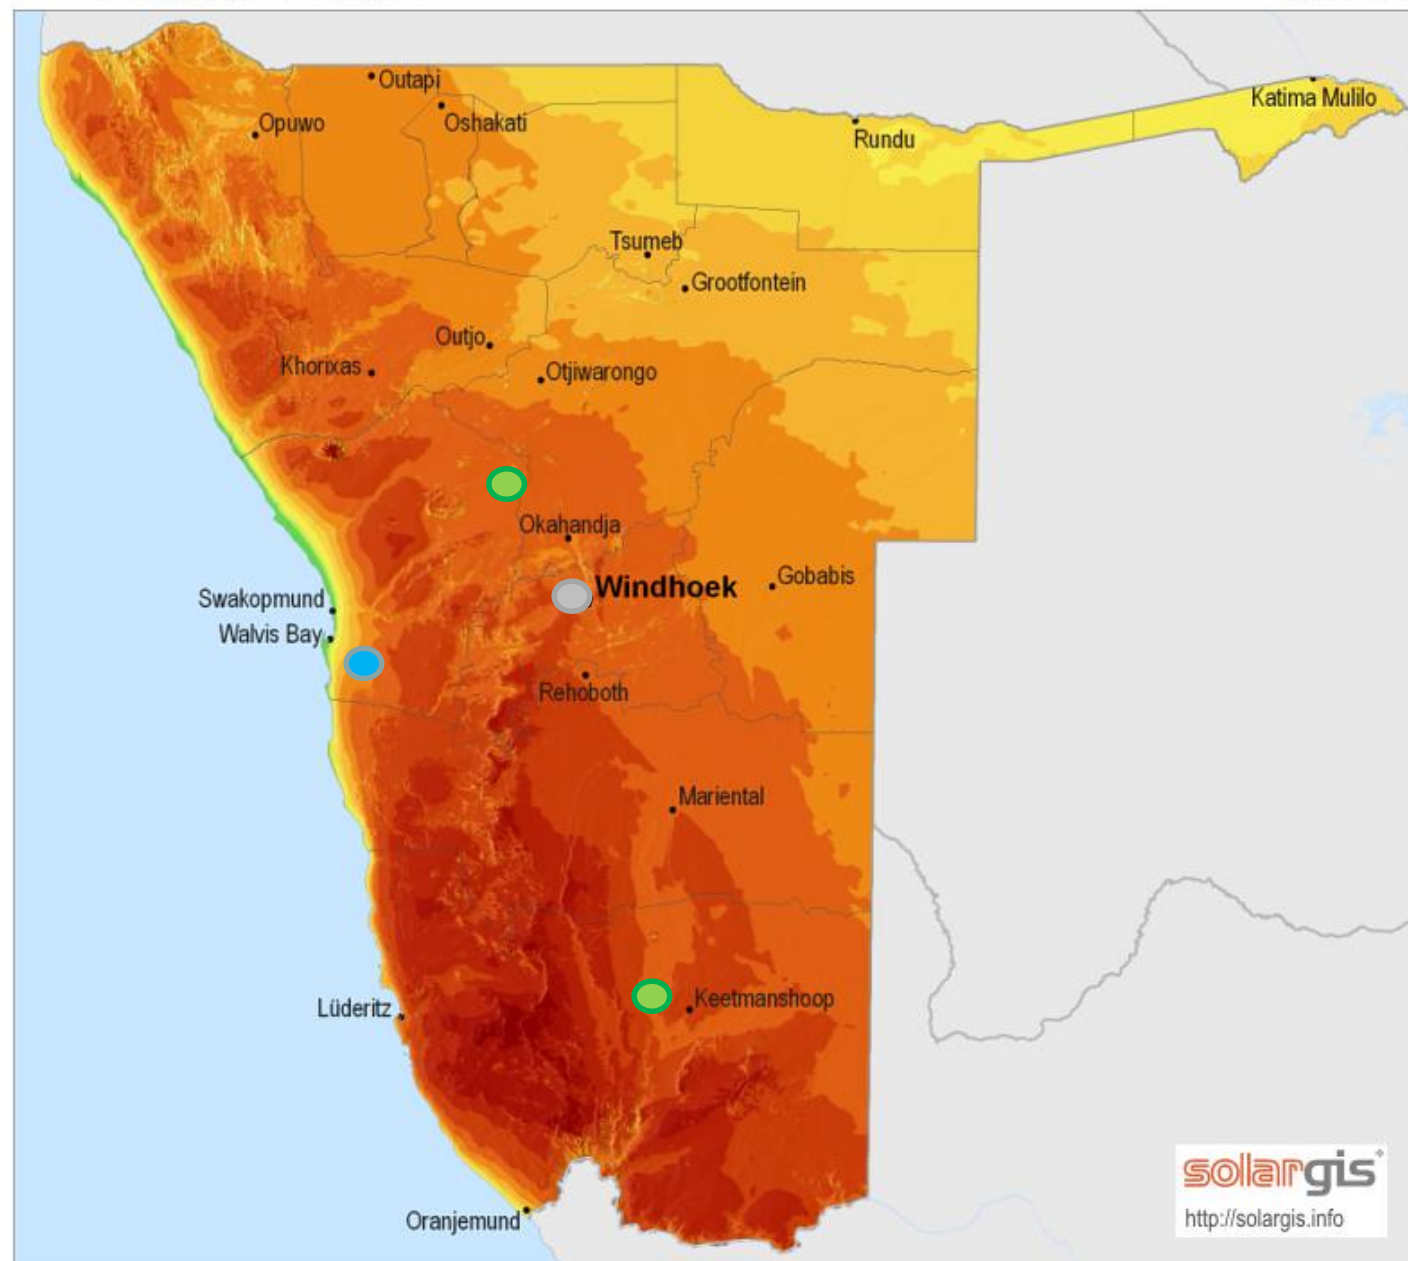 Outapi
Katima Mulilo
Opuwo
Oshakati
Rundu
Tsumeb
Grootfontein
Outjo
Khorixas
Otjiwarongo
Okahandja
Windhoek
Gobabis
Swakopmund
Walvis Bay
Rehoboth
Mariental
Lüderitz
Keetmanshoop
solargis
http://solargis.info
Oranjemund